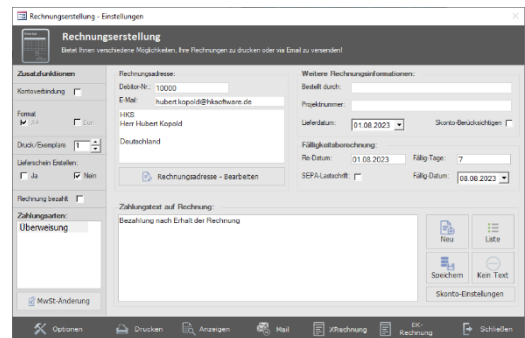 Rechnungserstellung - Einstellungen
Rechnungserstellung
Bietet Ihnen verschiedene Möglichkeiten, Ihre Rechnungen zu drucken oder via Email zu versenden!
Zusatzfunktionen
Kontoverbindung
Format
A4
Druck/Exemplare 1
Lieferschein Erstellen:
Ja Nein
Rechnung bezahlt
Zahlungsarten:
Überweisung
MwSt-Änderung
Rechnungsadresse:
Debitor-Nr.: 10000
E-Mail: hubert.kopold@hksoftware.de
HKS
Herr Hubert Kopold
Deutschland
Rechnungsadresse - Bearbeiten
Weitere Rechnungsinformationen:
Bestellt durch:
Projektnummer:
Lieferdatum: 01.08.2023 Skonto-Berücksichtigen
Fälligkeitsberechnung:
Re-Datum: 01.08.2023 Fällig-Tage: 7
SEPA-Lastschrift: Fällig-Datum: 08.08.2023
Zahlungstext auf Rechnung:
Bezahlung nach Erhalt der Rechnung
Neu Liste
Speichern Kein Text
Skonto-Einstellungen
Optionen Drucken Anzeigen Mail XRechnung EK-Rechnung Schließen